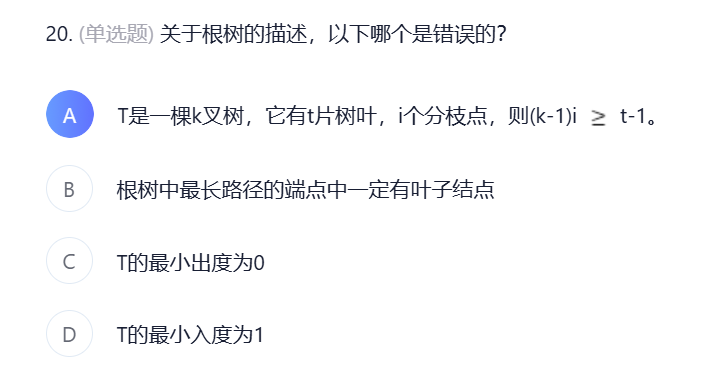 20. (单选题) 关于根树的描述，以下哪个是错误的？
A T是一棵k叉树，它有t片树叶，i个分枝点，则(k-1)i ≥ t-1。
B 根树中最长路径的端点中一定有叶子结点
C T的最小出度为0
D T的最小入度为1